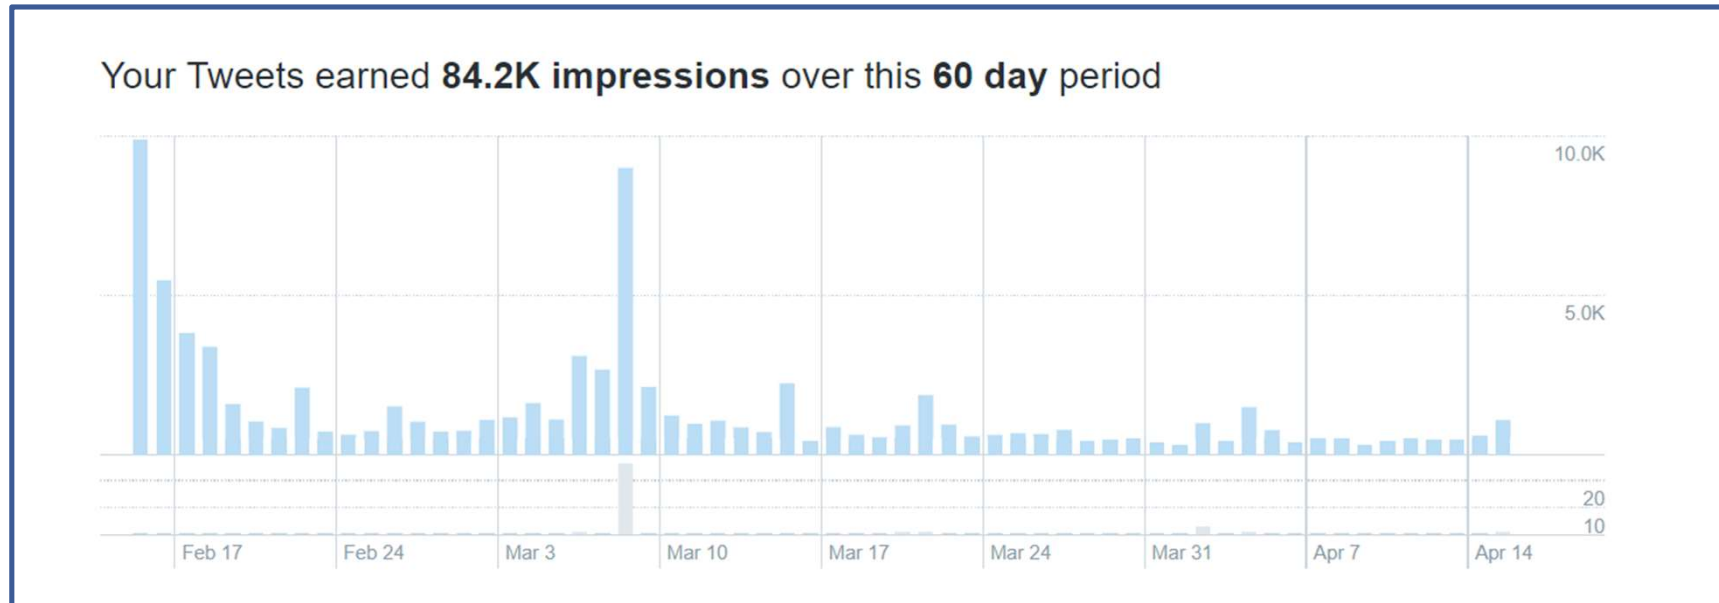 Your Tweets earned 84.2K impressions over this 60 day period
10.0K
5.0K
20
10
Feb 17 Feb 24 Mar 3 Mar 10 Mar 17 Mar 24 Mar 31 Apr 7 Apr 14